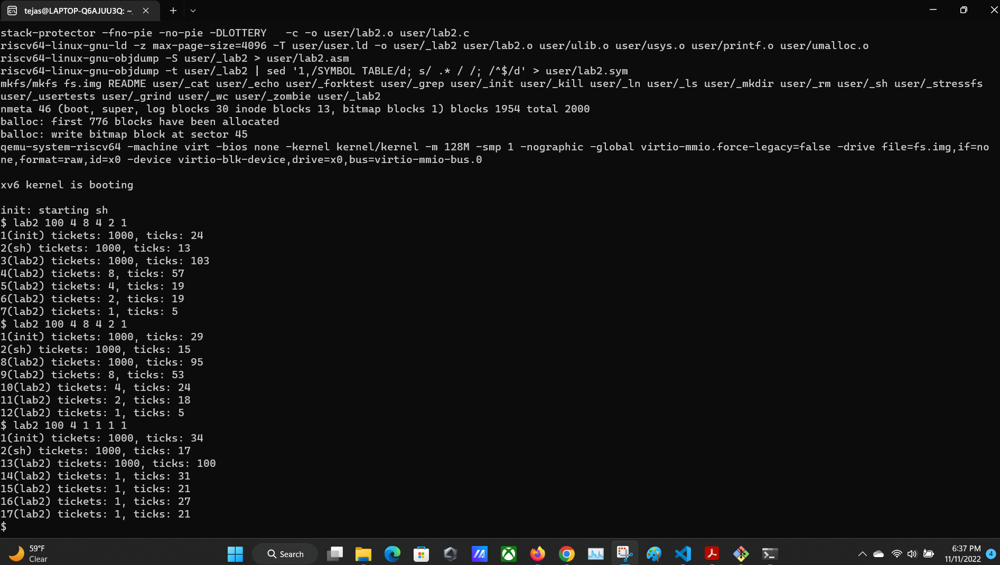 tejas@LAPTOP-Q6AJUU3Q: ~,
stack-protector -fno-pie -no-pie -DLOTTERY   -c -o user/lab2.o user/lab2.c
riscv64-linux-gnu-ld -z max-page-size=4096 -T user/user.ld -o user/_lab2 user/lab2.o user/ulib.o user/usys.o user/printf.o user/umalloc.o
riscv64-linux-gnu-objdump -S user/_lab2 > user/lab2.asm
riscv64-linux-gnu-objdump -t user/_lab2 | sed '1,/SYMBOL TABLE/d; s/ .* / /; /^$/d' > user/lab2.sym
mkfs/mkfs fs.img README user/_cat user/_echo user/_forktest user/_grep user/_init user/_kill user/_ln user/_ls user/_mkdir user/_rm user/_sh user/_stressfs
user/_usertests user/_grind user/_wc user/_zombie user/_lab2
nmeta 46 (boot, super, log blocks 30 inode blocks 13, bitmap blocks 1) blocks 1954 total 2000
balloc: first 776 blocks have been allocated
balloc: write bitmap block at sector 45
qemu-system-riscv64 -machine virt -bios none -kernel kernel/kernel -m 128M -smp 1 -nographic -global virtio-mmio.force-legacy=false -drive file=fs.img,if=no
ne,format=raw,id=x0 -device virtio-blk-device,drive=x0,bus=virtio-mmio-bus.0
xv6 kernel is booting
init: starting sh
$ lab2 100 4 8 4 2 1
1(init) tickets: 1000, ticks: 24
2(sh) tickets: 1000, ticks: 13
3(lab2) tickets: 1000, ticks: 103
4(lab2) tickets: 8, ticks: 57
5(lab2) tickets: 4, ticks: 19
6(lab2) tickets: 2, ticks: 19
7(lab2) tickets: 1, ticks: 5
$ lab2 100 4 8 4 2 1
1(init) tickets: 1000, ticks: 29
2(sh) tickets: 1000, ticks: 15
8(lab2) tickets: 1000, ticks: 95
9(lab2) tickets: 8, ticks: 53
10(lab2) tickets: 4, ticks: 24
11(lab2) tickets: 2, ticks: 18
12(lab2) tickets: 1, ticks: 5
$ lab2 100 4 1 1 1 1
1(init) tickets: 1000, ticks: 34
2(sh) tickets: 1000, ticks: 17
13(lab2) tickets: 1000, ticks: 100
14(lab2) tickets: 1, ticks: 31
15(lab2) tickets: 1, ticks: 21
16(lab2) tickets: 1, ticks: 27
17(lab2) tickets: 1, ticks: 21
$
59°F
Clear
Search
6:37 PM
11/11/2022
4